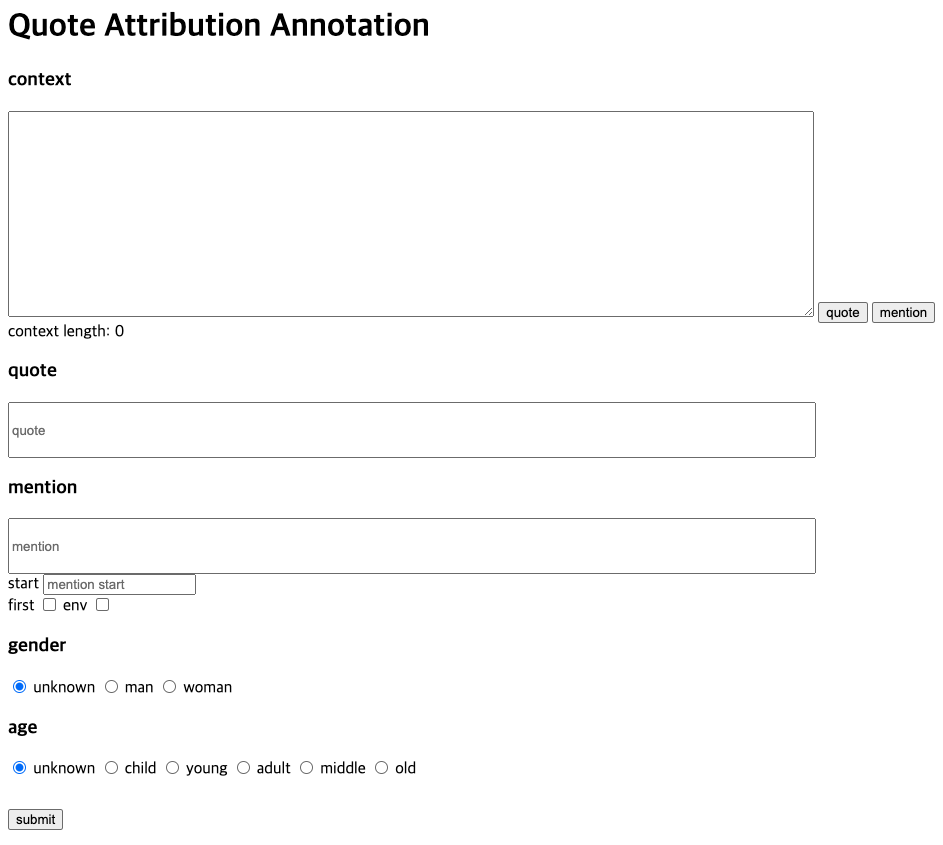 Quote Attribution Annotation
context
quote mention
context length: 0
quote
quote
mention
mention
start mention start
first env
gender
unknown man woman
age
unknown child young adult middle old
submit